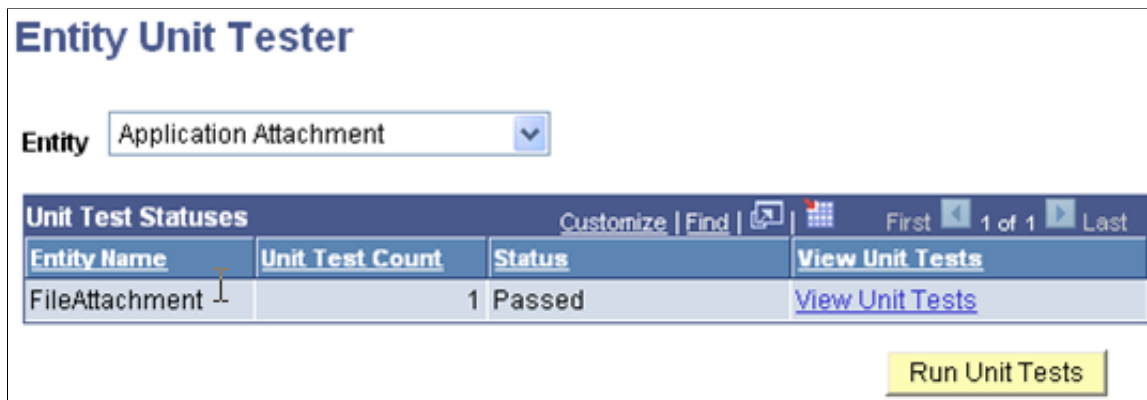 Entity Unit Tester
Entity Application Attachment
Unit Test Statuses Customize | Find | | First 1 of 1 Last
Entity Name Unit Test Count Status View Unit Tests
FileAttachment 1 Passed View Unit Tests
Run Unit Tests